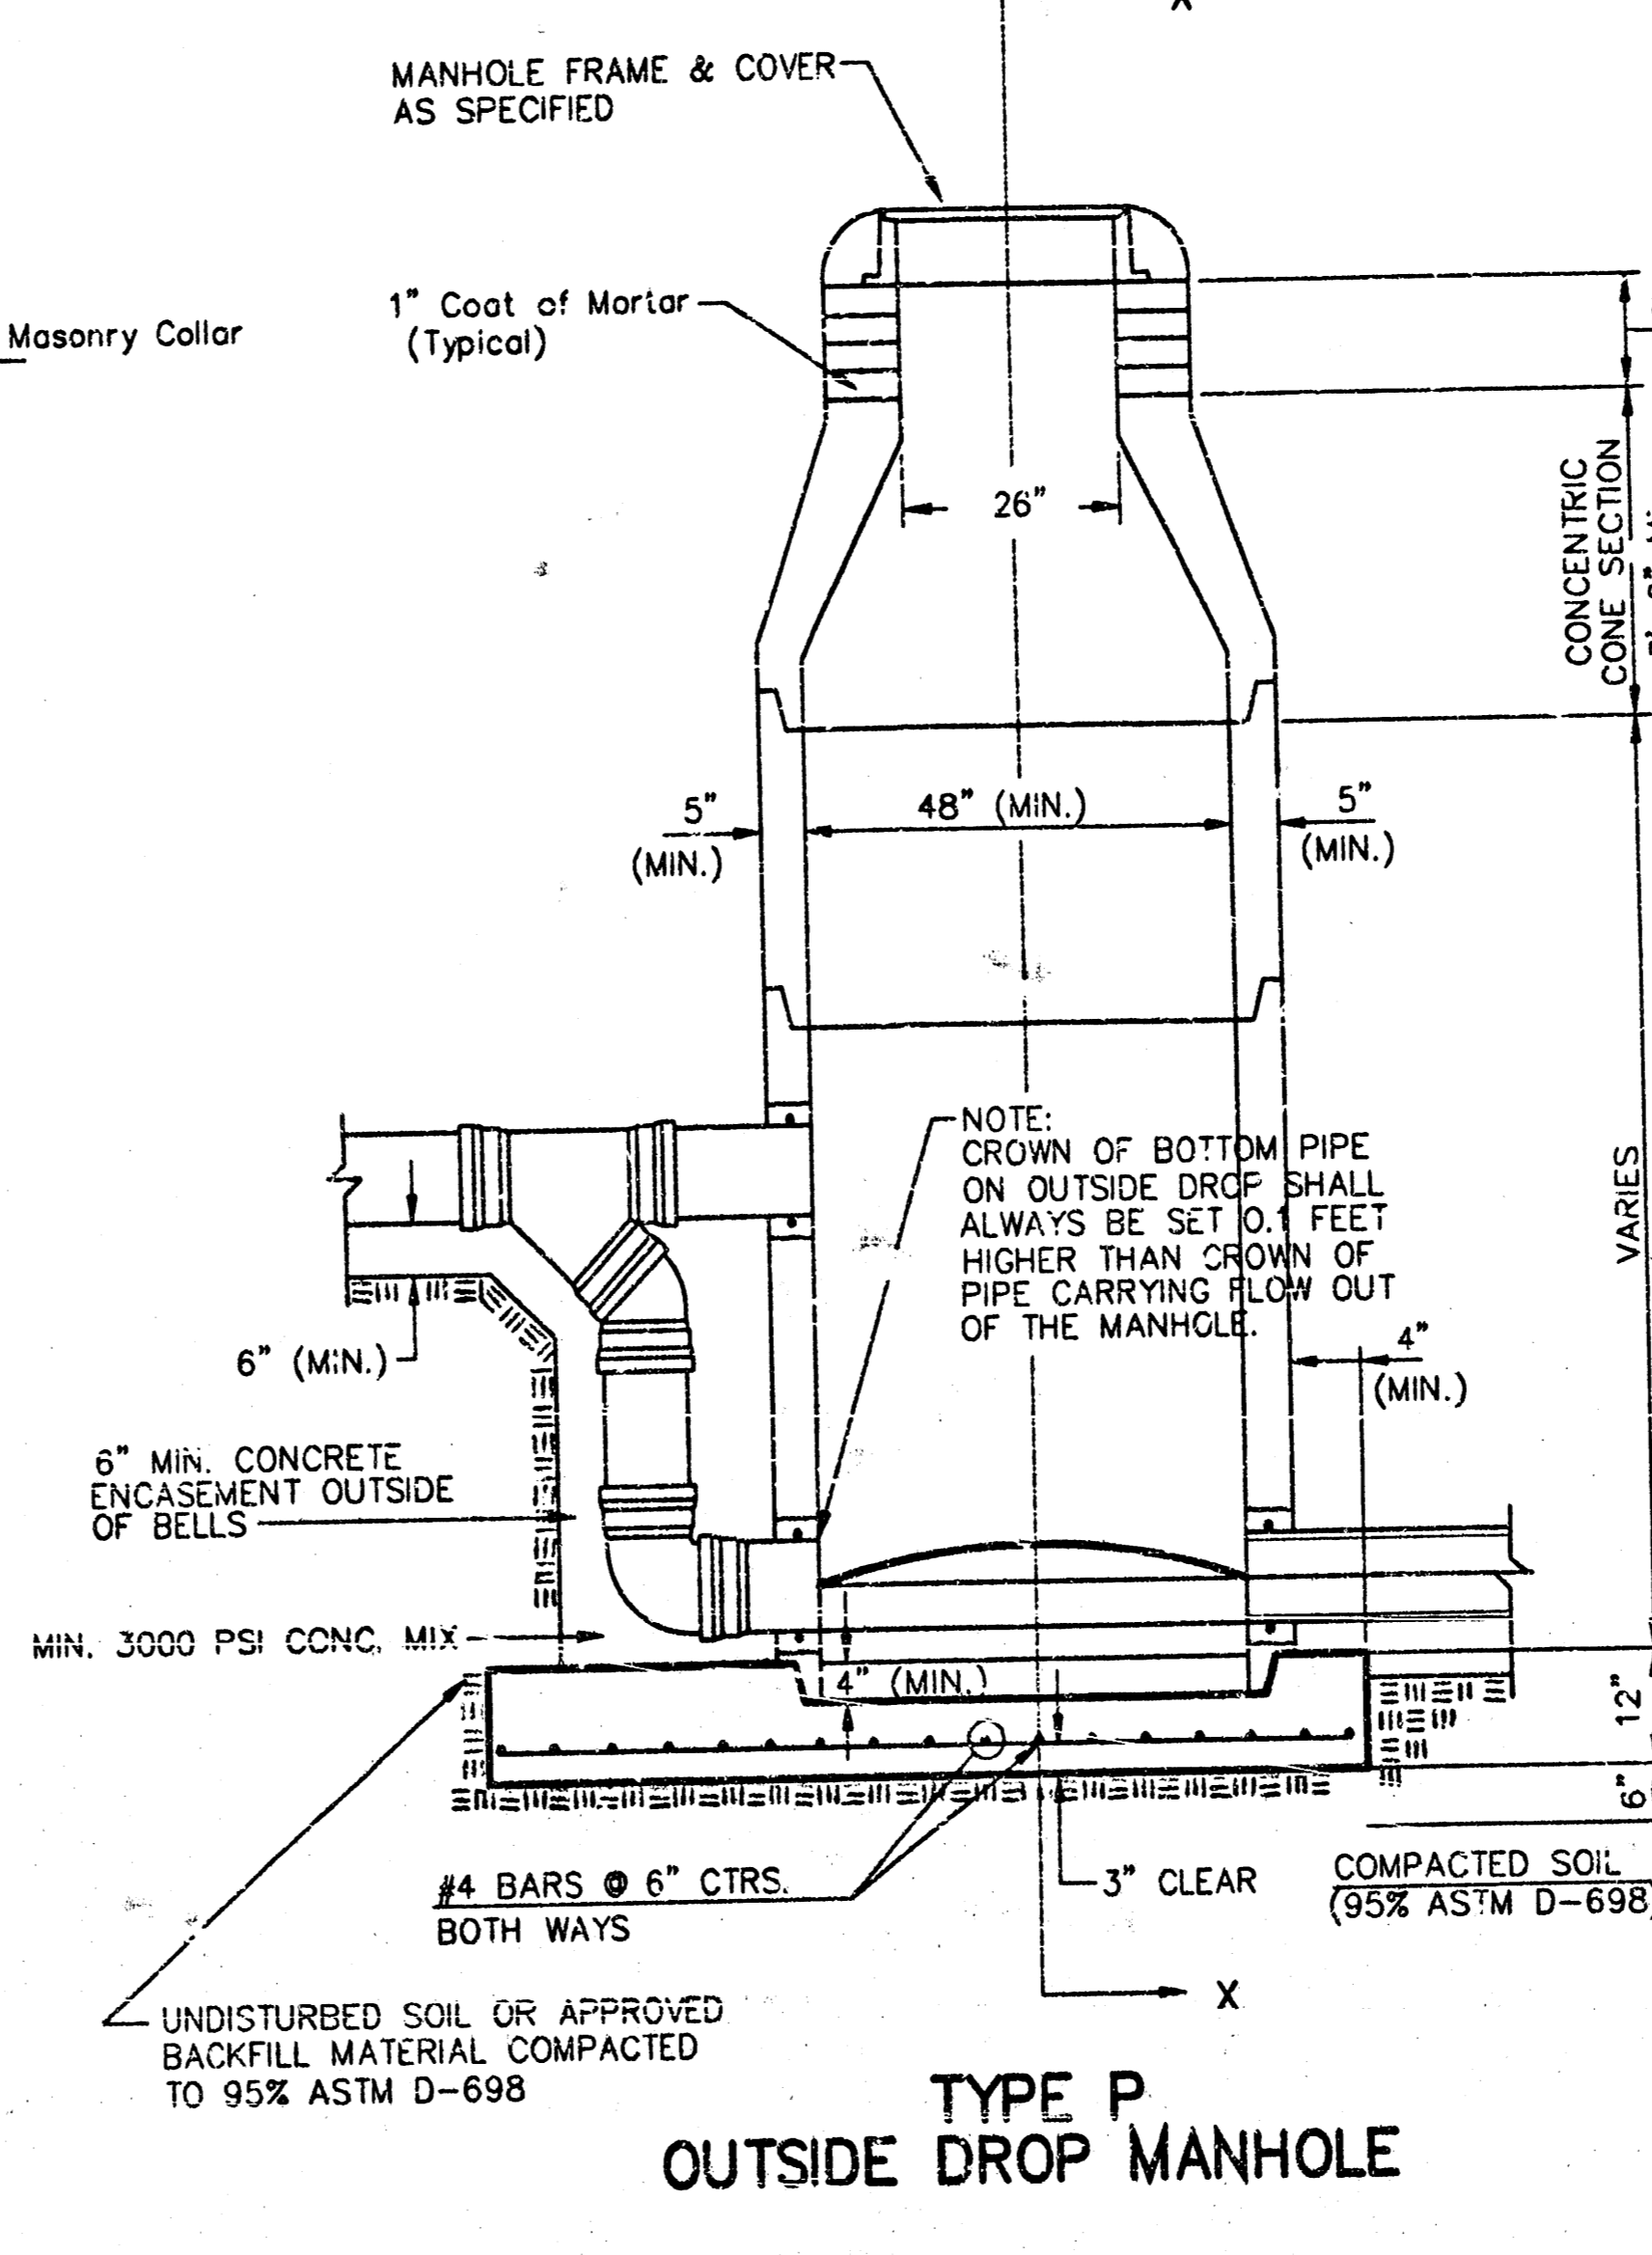 X
MANHOLE FRAME & COVER
AS SPECIFIED
1" Coat of Mortar
(Typical)
Masonry Collar
26"
CONCENTRIC
CONE SECTION
5"
(MIN.)
48" (MIN.)
5"
(MIN.)
NOTE:
CROWN OF BOTTOM PIPE
ON OUTSIDE DROP SHALL
ALWAYS BE SET 0.1 FEET
HIGHER THAN CROWN OF
PIPE CARRYING FLOW OUT
OF THE MANHOLE.
VARIES
6" (MIN.)
4"
(MIN.)
6" MIN. CONCRETE
ENCASEMENT OUTSIDE
OF BELLS
MIN. 3000 PSI CONC. MIX
4" (MIN.)
12"
6"
#4 BARS @ 6" CTRS.
BOTH WAYS
3" CLEAR
COMPACTED SOIL
(95% ASTM D-698)
X
UNDISTURBED SOIL OR APPROVED
BACKFILL MATERIAL COMPACTED
TO 95% ASTM D-698
TYPE P
OUTSIDE DROP MANHOLE